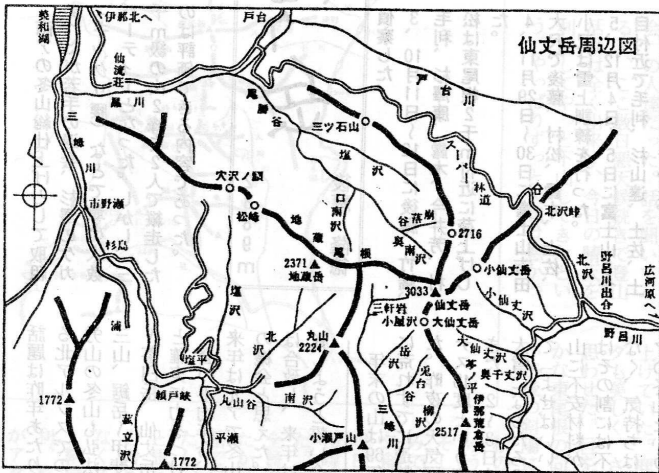 仙丈岳周辺図
美和湖
伊那北へ
戸台
仙流荘
黒川
尾勝谷
戸台川
三峰川
三ツ石山
塩沢
スーパー林道
穴沢ノ頭
松峰
口南沢
谷
奥南沢
市野瀬
地蔵尾根
2716
北沢峠
杉島
2371
地蔵岳
塩沢
小仙丈岳
北沢
野呂川出合
広河原へ
3033
仙丈岳
三軒岩
小仙丈沢
野呂川
小屋沢
大仙丈岳
浦
北沢
丸山
2224
岳沢
大仙丈沢
奥千丈沢
塩平
兎台
柳沢
伊那荒倉岳
1772
丸山谷
南沢
平瀬
三峰川
2517
1772
小瀬戸山